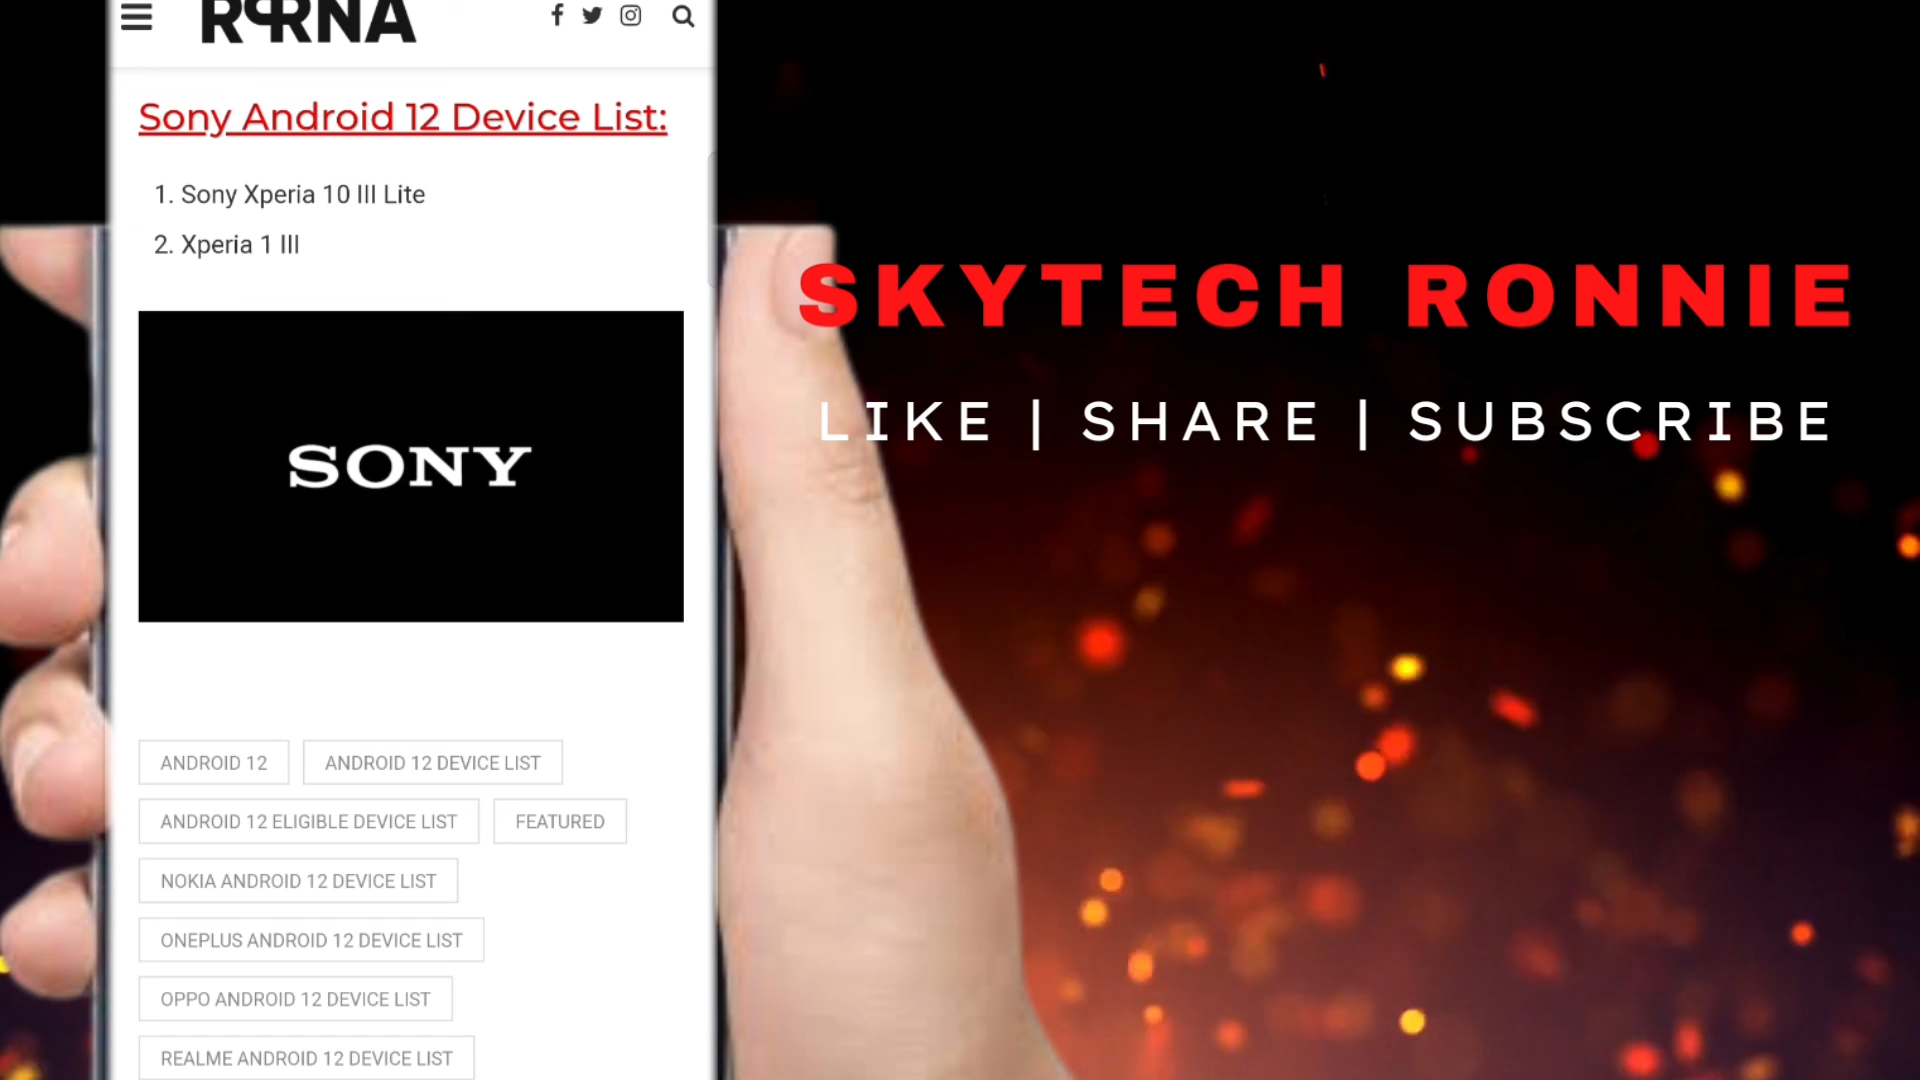 Sony Android 12 Device List:
1. Sony Xperia 10 III Lite
2. Xperia 1 III
SONY
ANDROID 12
ANDROID 12 DEVICE LIST
ANDROID 12 ELIGIBLE DEVICE LIST
FEATURED
NOKIA ANDROID 12 DEVICE LIST
ONEPLUS ANDROID 12 DEVICE LIST
OPPO ANDROID 12 DEVICE LIST
REALME ANDROID 12 DEVICE LIST
SKYTECH RONNIE
LIKE | SHARE | SUBSCRIBE